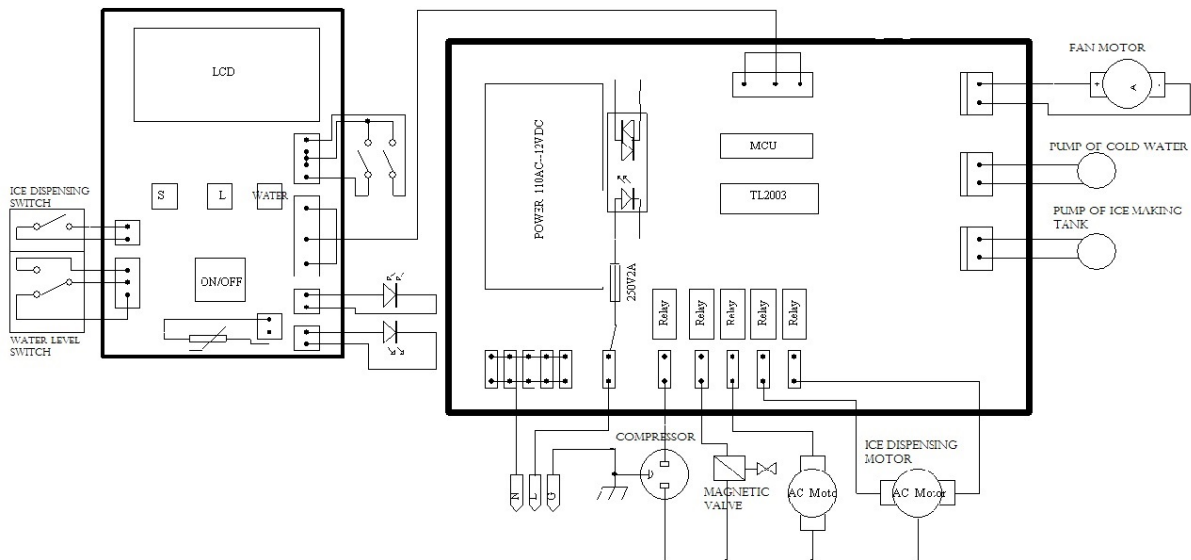 LCD
S
L
WATER
ON/OFF
ICE DISPENSING
SWITCH
WATER LEVEL
SWITCH
POWER 110AC--12VDC
250V2A
MCU
TL2003
Relay
Relay
Relay
Relay
Relay
FAN MOTOR
+
A
-
PUMP OF COLD WATER
PUMP OF ICE MAKING
TANK
N
L
G
COMPRESSOR
MAGNETIC
VALVE
AC Moto
ICE DISPENSING
MOTOR
AC Motor